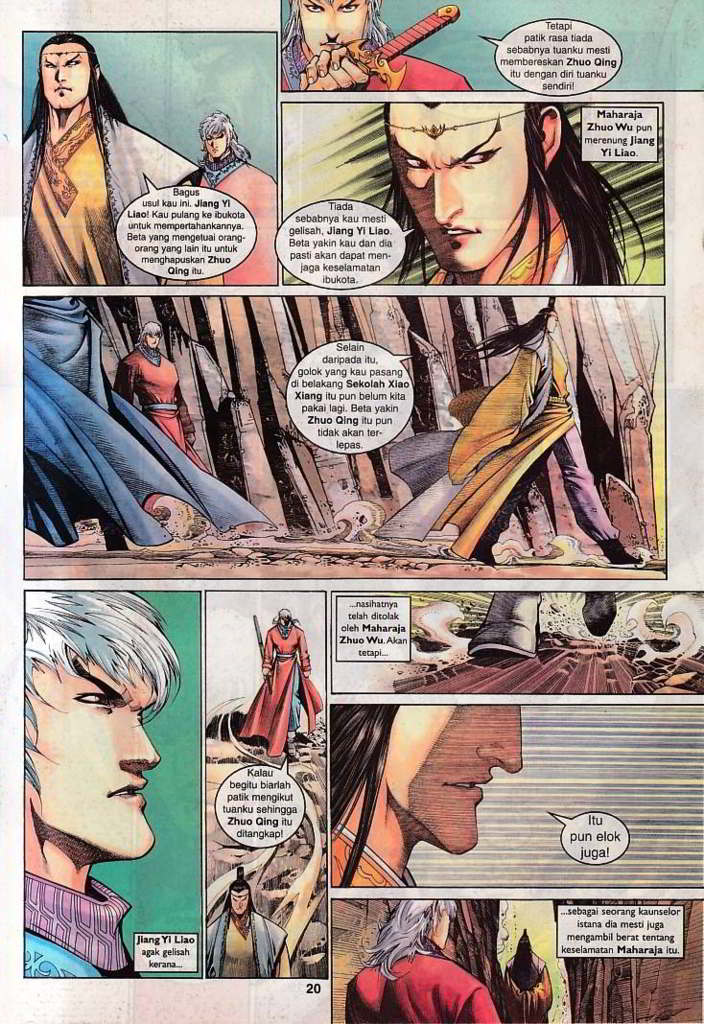 Tetapi
patik rasa tiada
sebabnya tuanku mesti
membereskan Zhuo Qing
itu dengan diri tuanku
sendiri!
Bagus
usul kau ini. Jiang Yi
Liao! Kau pulang ke ibukota
untuk mempertahankannya.
Beta yang mengetuai orang-
orang yang lain itu untuk
menghapuskan Zhuo
Qing itu.
Maharaja
Zhuo Wu pun
merenung Jiang
Yi Liao.
Tiada
sebabnya kau mesti
gelisah, Jiang Yi Liao.
Beta yakin kau dan dia
pasti akan dapat men-
jaga keselamatan
ibukota.
Selain
daripada itu,
golok yang kau pasang
di belakang Sekolah Xiao
Xiang itu pun belum kita
pakai lagi. Beta yakin
Zhuo Qing itu pun
tidak akan ter-
lepas.
Jiang Yi Liao
agak gelisah
kerana...
Kalau
begitu biarlah
patik mengikut
tuanku sehingga
Zhuo Qing itu
ditangkap!
...nasihatnya
telah ditolak
oleh Maharaja
Zhuo Wu. Akan
tetapi...
Itu
pun elok
juga!
...sebagai seorang kaunselor
istana dia mesti juga
mengambil berat tentang
keselamatan Maharaja itu.
20